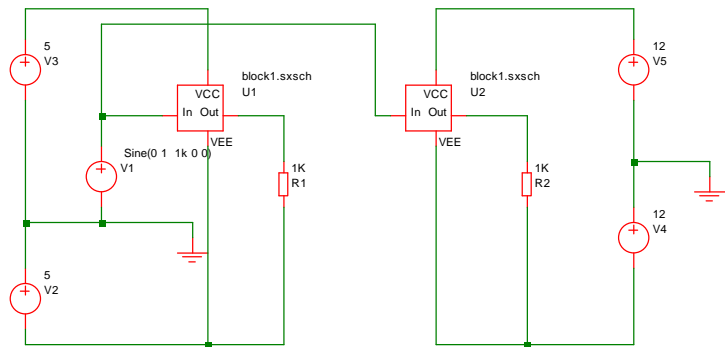 5
V3
block1.sxsch
U1
VCC
In Out
VEE
Sine(0 1 1k 0 0)
V1
1K
R1
5
V2
block1.sxsch
U2
VCC
In Out
VEE
1K
R2
12
V5
12
V4